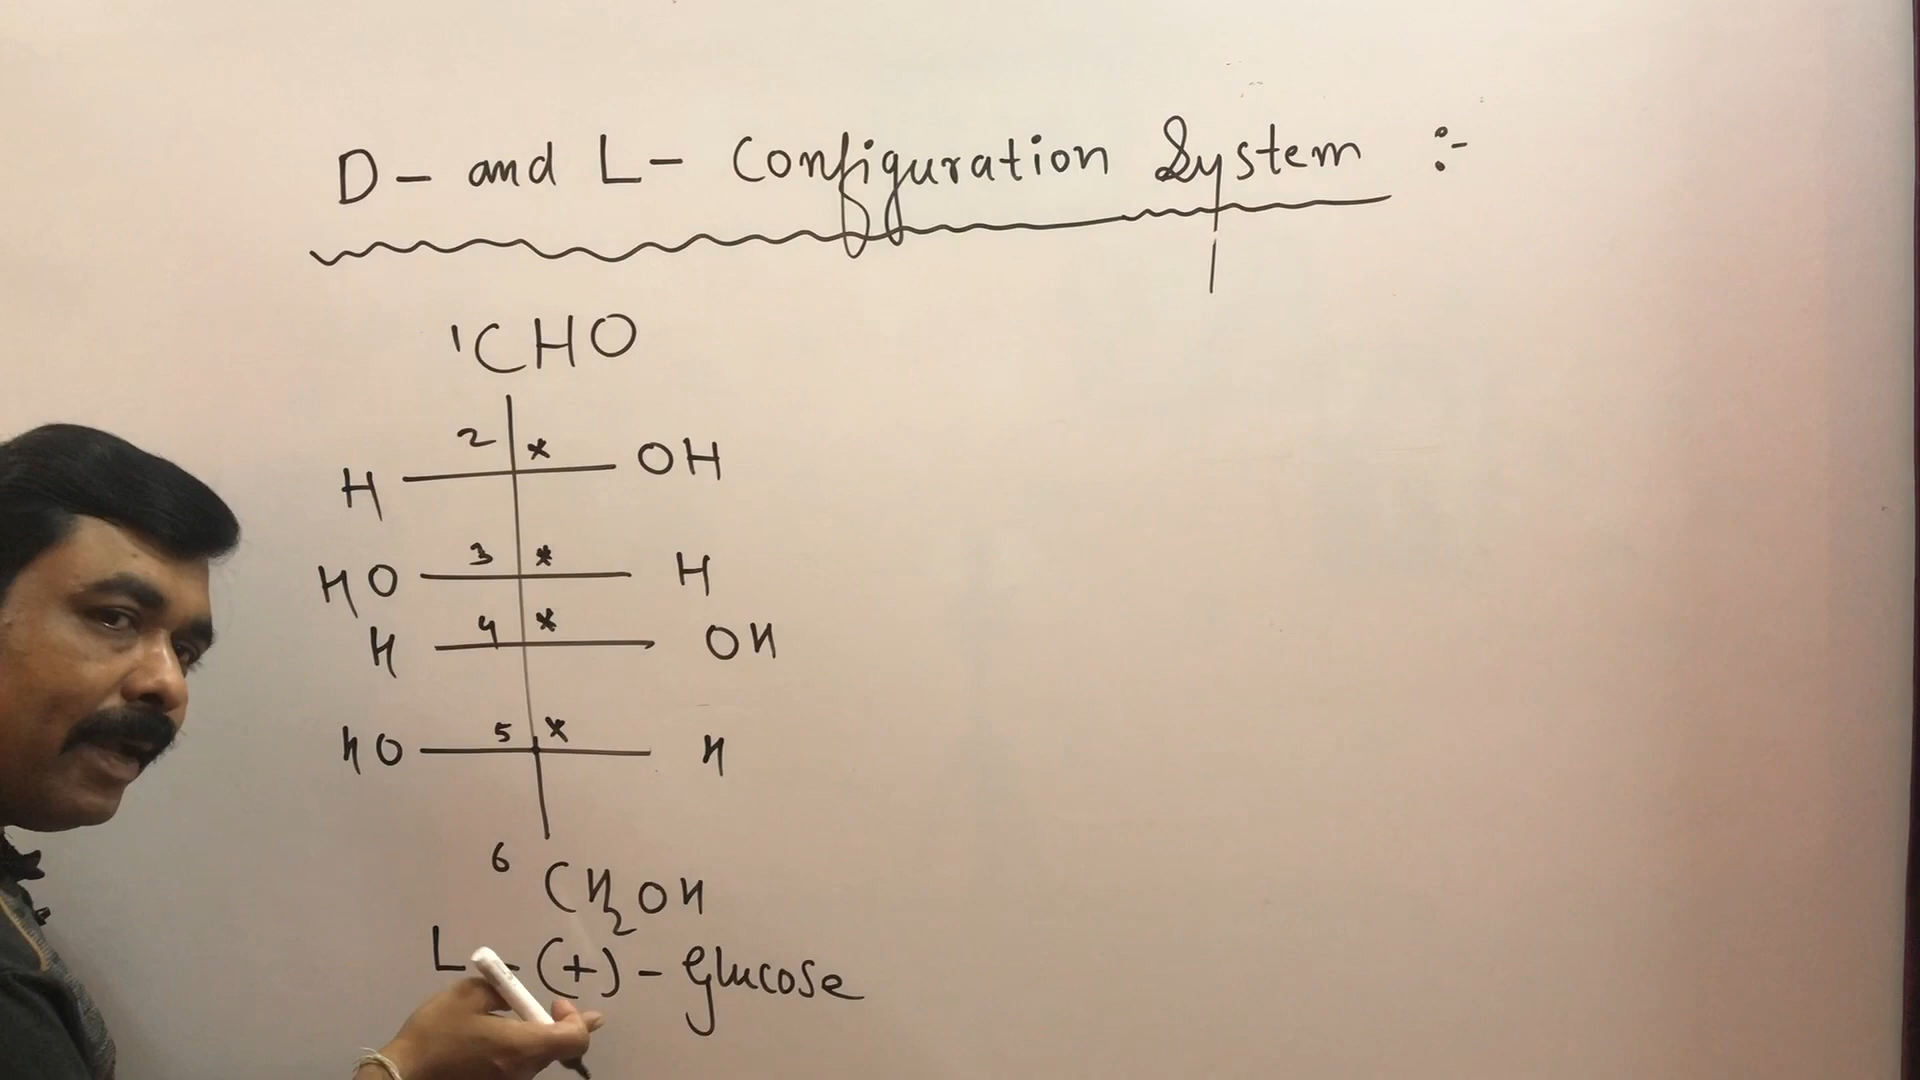 D- and L- Configuration System :-
1CHO
2 *
H OH
3 *
HO H
4 *
H OH
5 *
HO H
6
CH2OH
L-(+)- Glucose